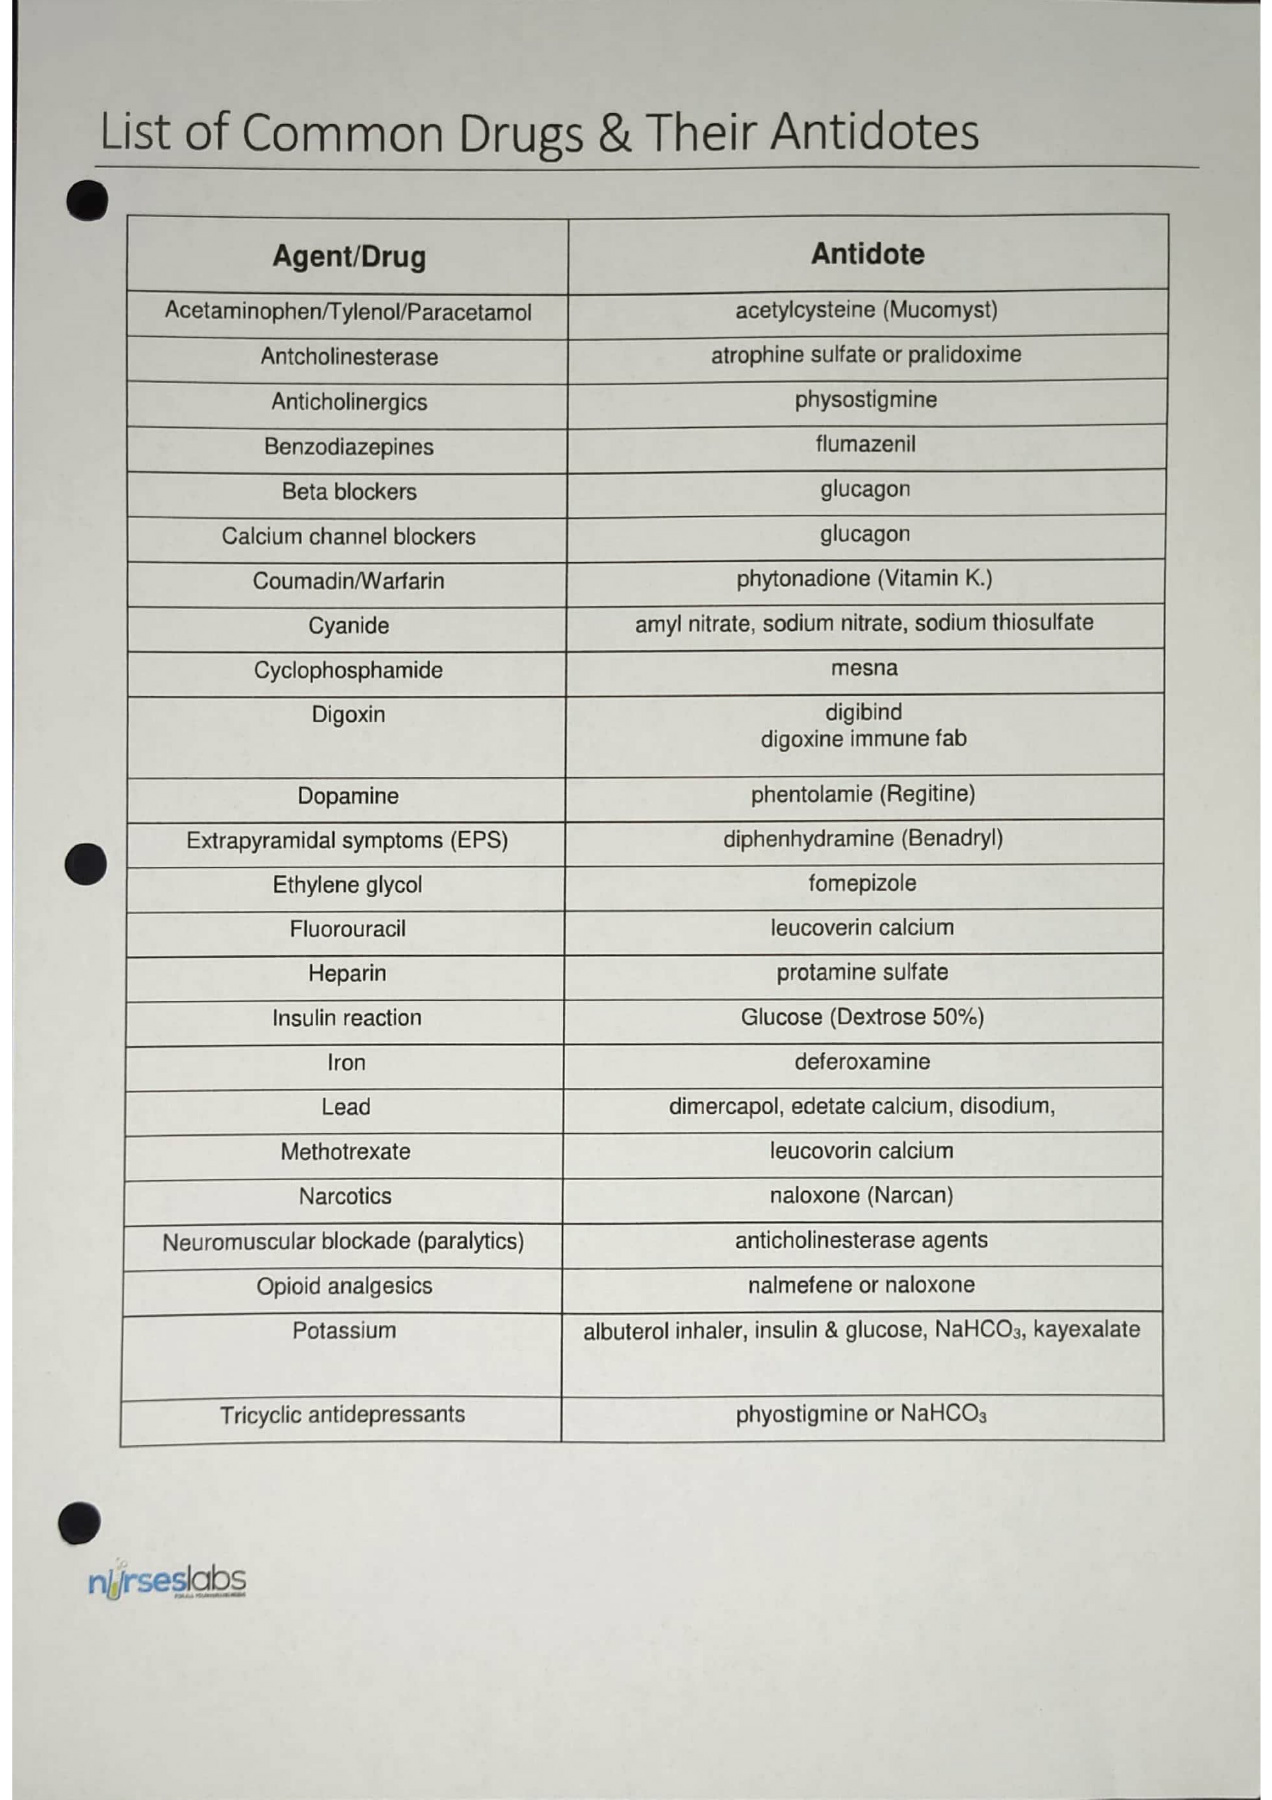 List of Common Drugs & Their Antidotes
Agent/Drug Antidote
Acetaminophen/Tylenol/Paracetamol acetylcysteine (Mucomyst)
Antcholinesterase atrophine sulfate or pralidoxime
Anticholinergics physostigmine
Benzodiazepines flumazenil
Beta blockers glucagon
Calcium channel blockers glucagon
Coumadin/Warfarin phytonadione (Vitamin K.)
Cyanide amyl nitrate, sodium nitrate, sodium thiosulfate
Cyclophosphamide mesna
Digoxin digibind
digoxine immune fab
Dopamine phentolamie (Regitine)
Extrapyramidal symptoms (EPS) diphenhydramine (Benadryl)
Ethylene glycol fomepizole
Fluorouracil leucoverin calcium
Heparin protamine sulfate
Insulin reaction Glucose (Dextrose 50%)
Iron deferoxamine
Lead dimercapol, edetate calcium, disodium,
Methotrexate leucovorin calcium
Narcotics naloxone (Narcan)
Neuromuscular blockade (paralytics) anticholinesterase agents
Opioid analgesics nalmefene or naloxone
Potassium albuterol inhaler, insulin & glucose, NaHCO₃, kayexalate
Tricyclic antidepressants phyostigmine or NaHCO₃
nurseslabs